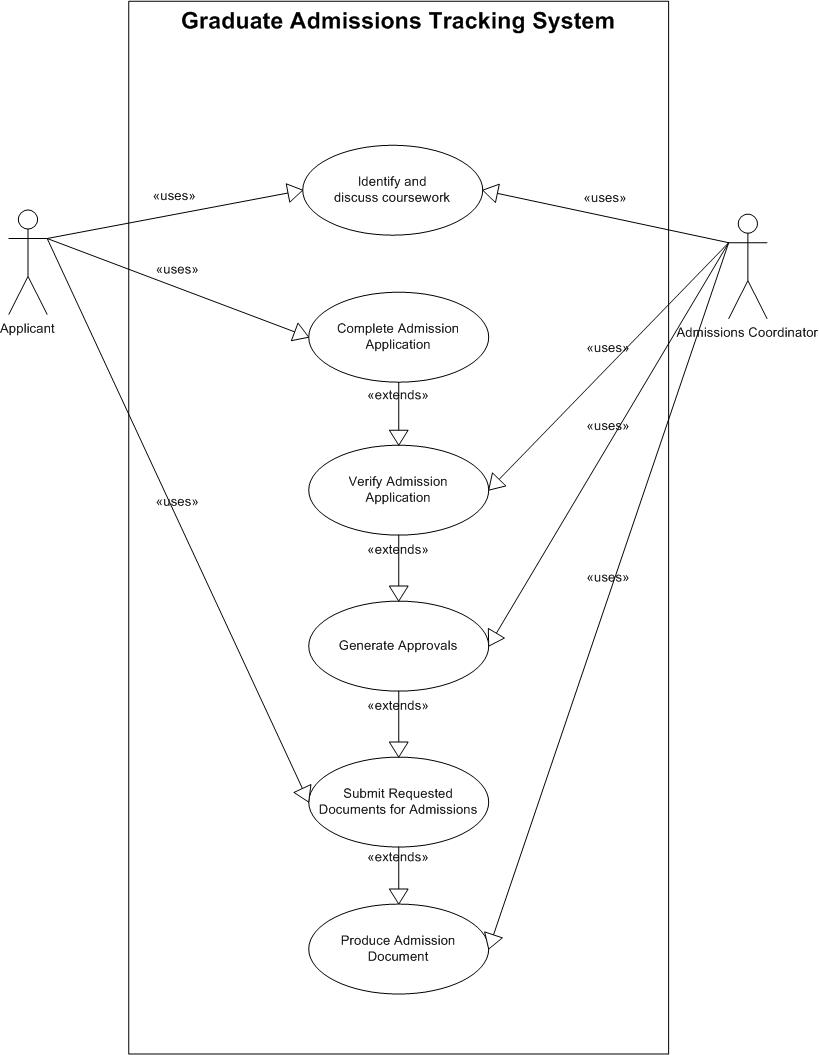 Graduate Admissions Tracking System
Identify and
discuss coursework
«uses»
«uses»
«uses»
Applicant
Complete Admission
Application
Admissions Coordinator
«uses»
«extends»
«uses»
Verify Admission
Application
«uses»
«extends»
«uses»
Generate Approvals
«extends»
Submit Requested
Documents for Admissions
«extends»
Produce Admission
Document